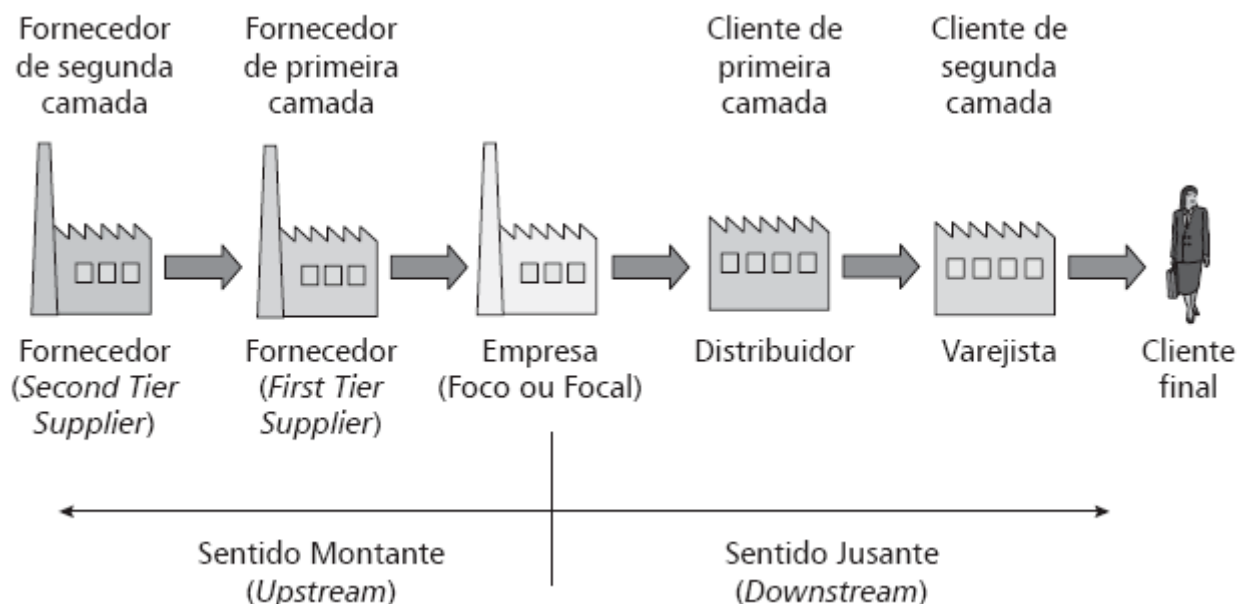 Fornecedor
de segunda
camada
Fornecedor
de primeira
camada
Cliente de
primeira
camada
Cliente de
segunda
camada
Fornecedor
(Second Tier
Supplier)
Fornecedor
(First Tier
Supplier)
Empresa
(Foco ou Focal)
Distribuidor
Varejista
Cliente
final
Sentido Montante
(Upstream)
Sentido Jusante
(Downstream)